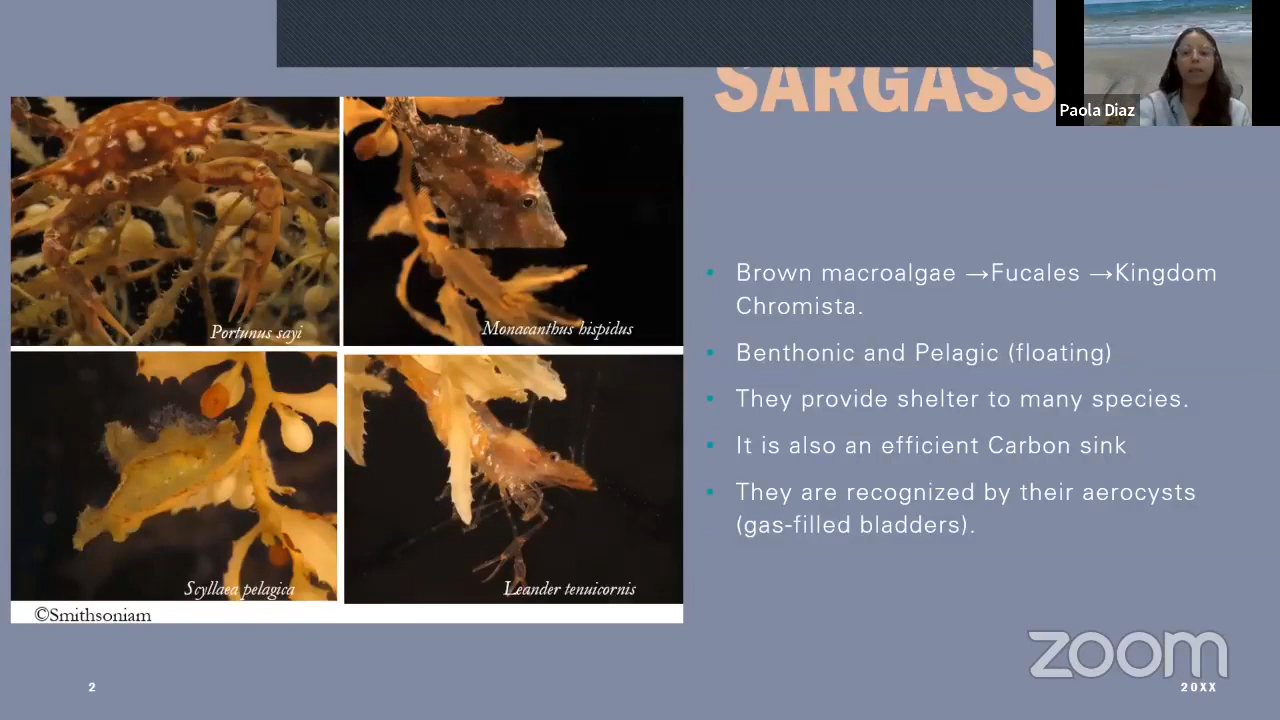 SARGASS
Paola Diaz
Portunus sayi
Monacanthus hispidus
Scyllaea pelagica
Leander tenuicornis
©Smithsoniam
• Brown macroalgae →Fucales →Kingdom
Chromista.
• Benthonic and Pelagic (floating)
• They provide shelter to many species.
• It is also an efficient Carbon sink
• They are recognized by their aerocysts
(gas-filled bladders).
zoom
2
20XX